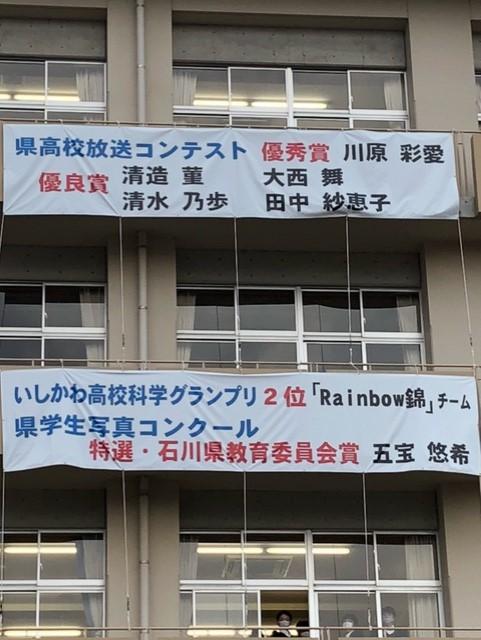 県高校放送コンテスト 優秀賞 川原 彩愛
優良賞 清造 菫 大西 舞
清水 乃歩 田中 紗恵子
いしかわ高校科学グランプリ2位「Rainbow錦」チーム
県学生写真コンクール
特選・石川県教育委員会賞 五宝 悠希